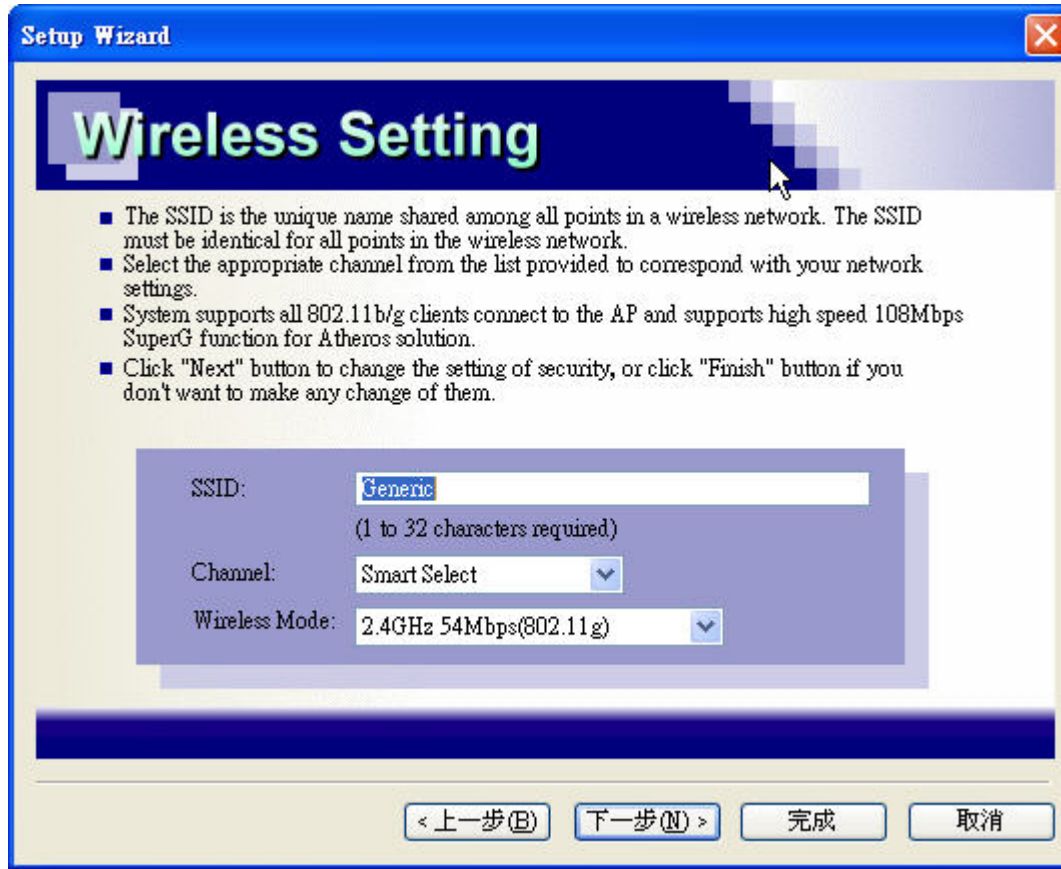 Setup Wizard
Wireless Setting
The SSID is the unique name shared among all points in a wireless network. The SSID
must be identical for all points in the wireless network.
Select the appropriate channel from the list provided to correspond with your network
settings.
System supports all 802.11b/g clients connect to the AP and supports high speed 108Mbps
SuperG function for Atheros solution.
Click "Next" button to change the setting of security, or click "Finish" button if you
don't want to make any change of them.
SSID: Generic
(1 to 32 characters required)
Channel: Smart Select
Wireless Mode: 2.4GHz 54Mbps(802.11g)
<上一步(B) 下一步(N)> 完成 取消